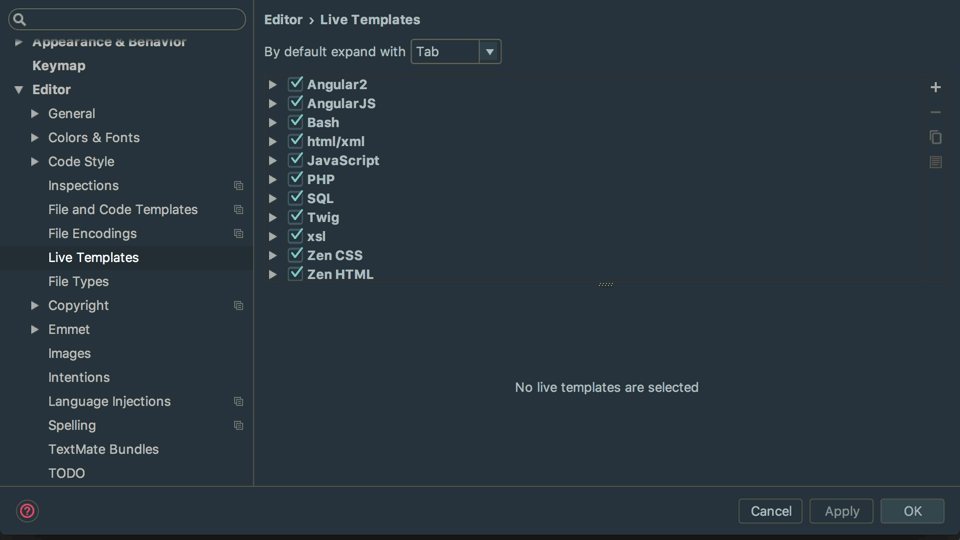 Appearance & Behavior
Keymap
Editor
General
Colors & Fonts
Code Style
Inspections
File and Code Templates
File Encodings
Live Templates
File Types
Copyright
Emmet
Images
Intentions
Language Injections
Spelling
TextMate Bundles
TODO
Editor › Live Templates
By default expand with Tab
Angular2
AngularJS
Bash
html/xml
JavaScript
PHP
SQL
Twig
xsl
Zen CSS
Zen HTML
No live templates are selected
Cancel Apply OK